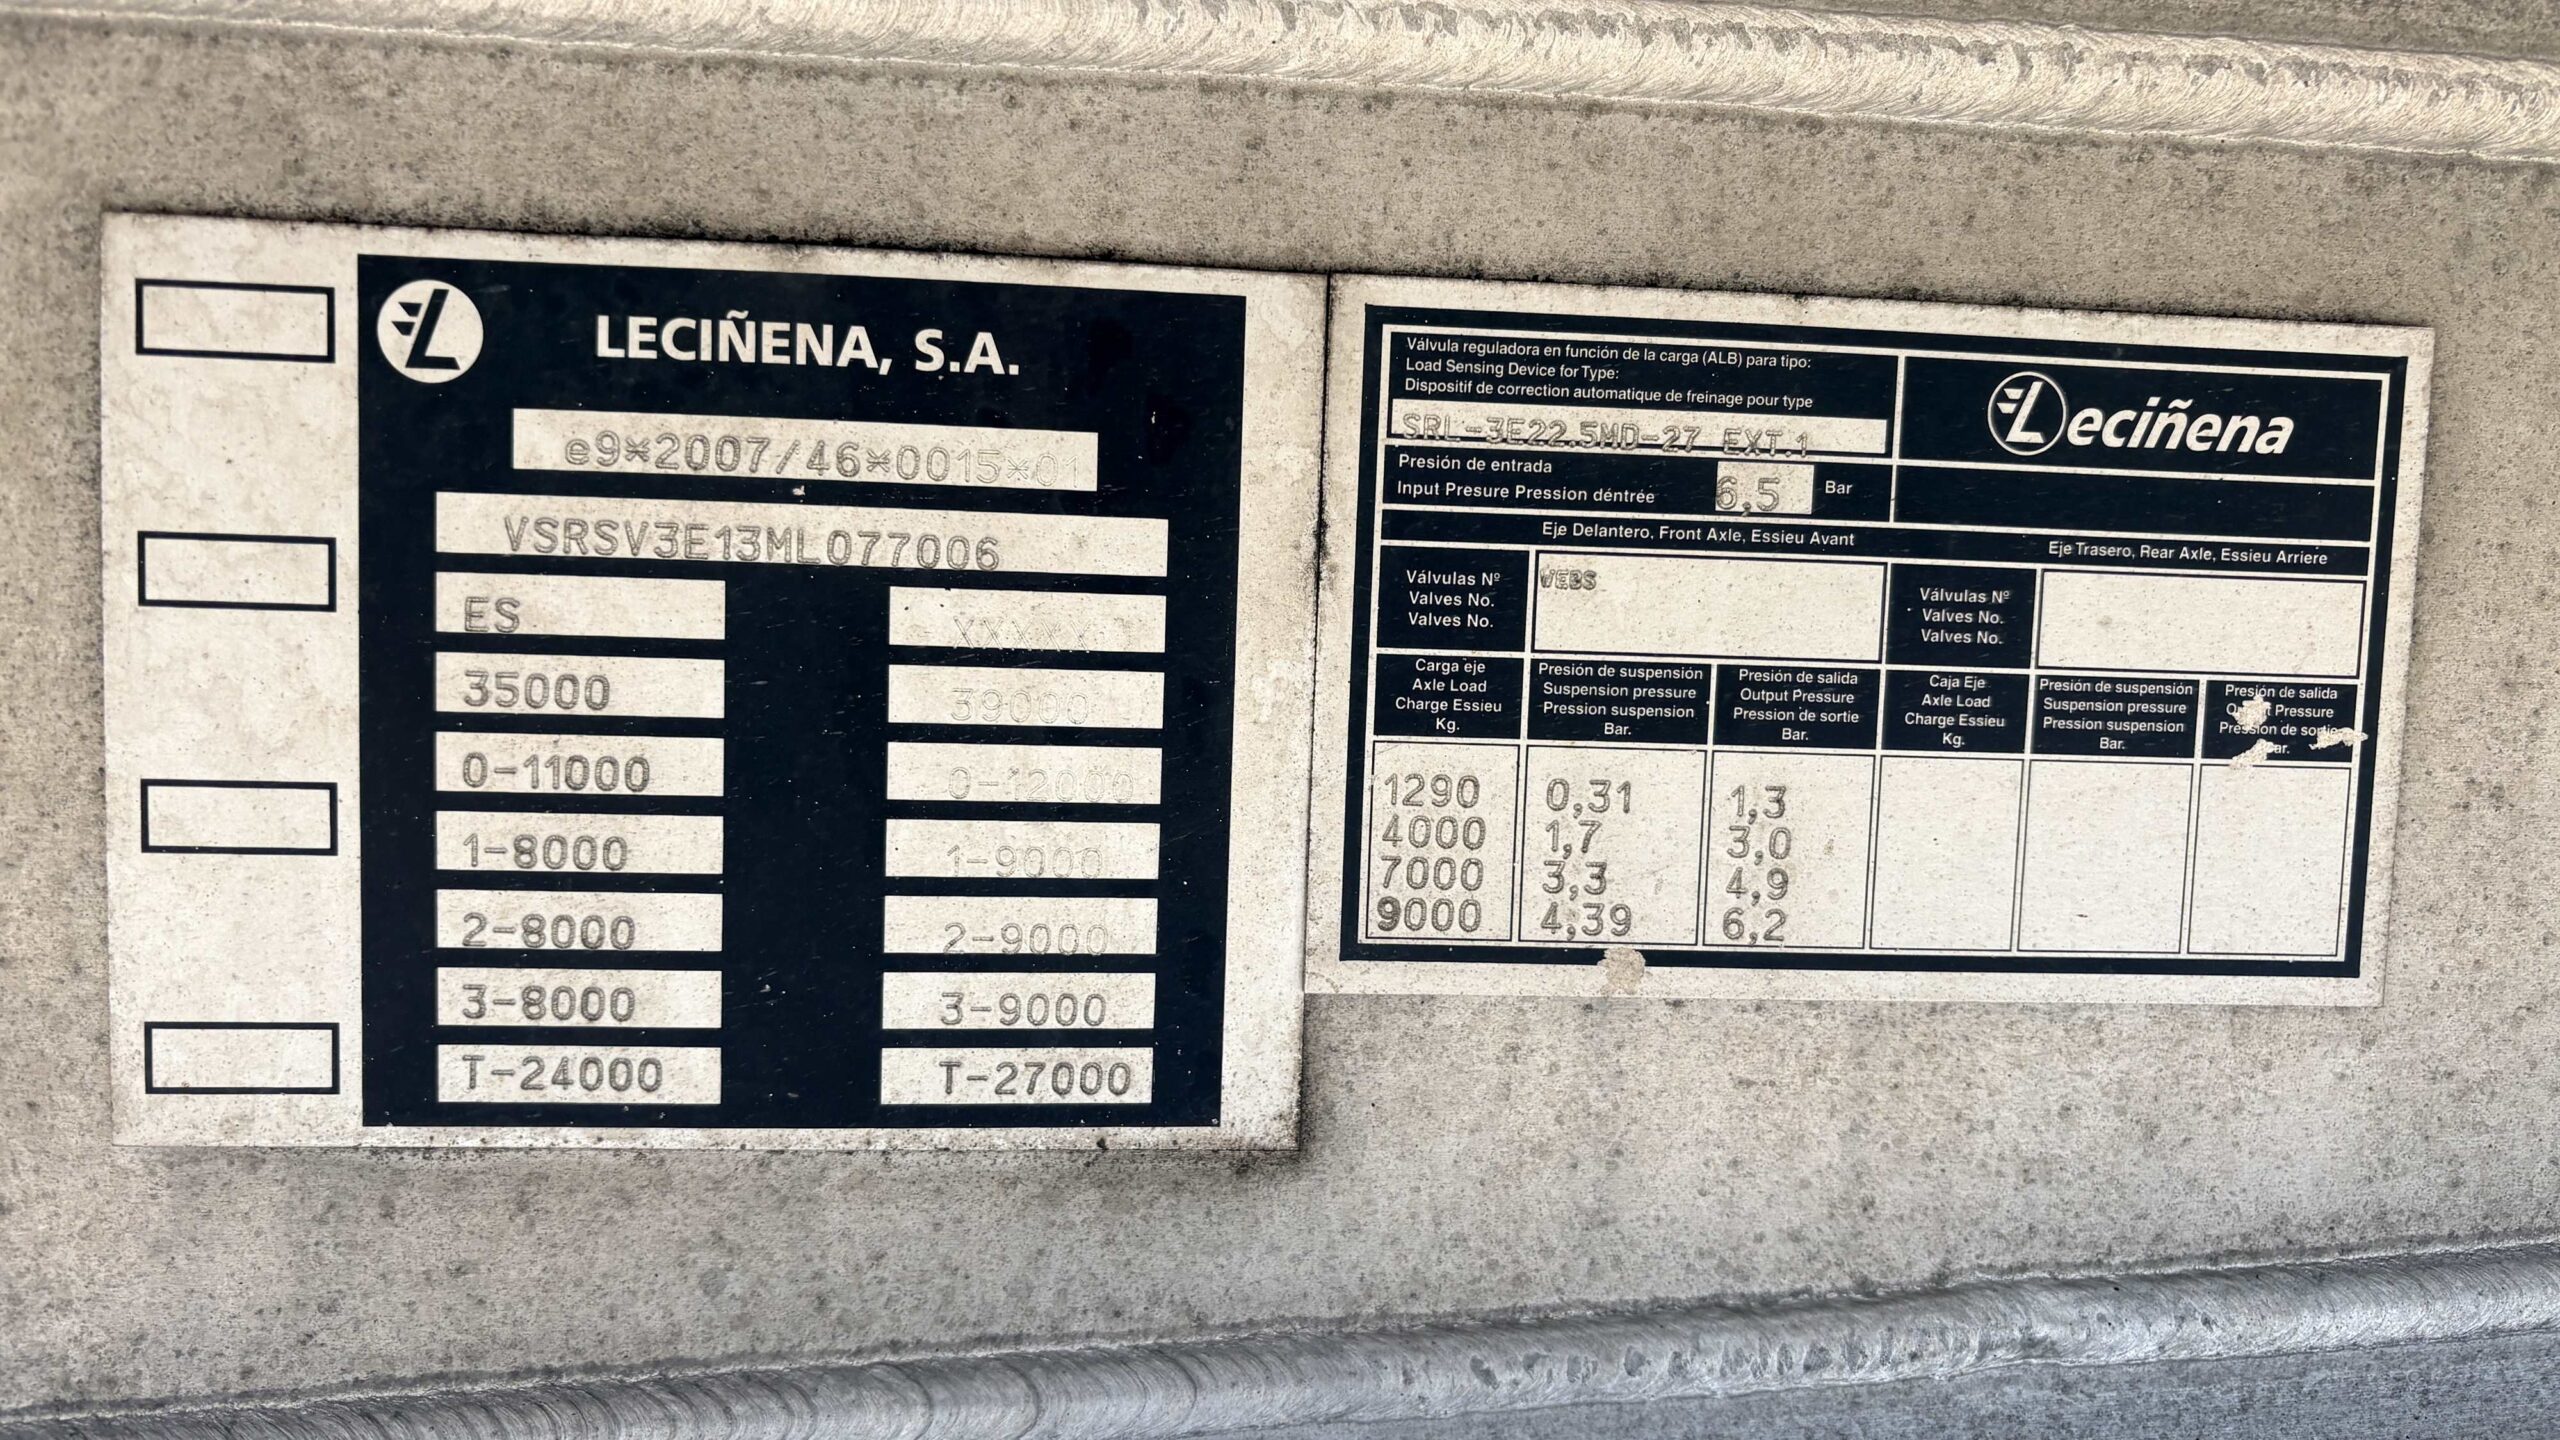 LECIÑENA, S.A.
e9*2007/46*0015*01
VSRSV3E13ML077006
ES XXXXX
35000 39000
0-11000 0-12000
1-8000 1-9000
2-8000 2-9000
3-8000 3-9000
T-24000 T-27000
Válvula reguladora en función de la carga (ALB) para tipo:
Load Sensing Device for Type:
Dispositif de correction automatique de freinage pour type
SRL-3E22.5MD-27 EXT.1
Leciñena
Presión de entrada
Input Presure Pression déntrée 6,5 Bar
Eje Delantero, Front Axle, Essieu Avant
Eje Trasero, Rear Axle, Essieu Arriere
Válvulas Nº
Valves No.
Valves No.
VEBS
Válvulas Nº
Valves No.
Valves No.
Carga eje
Axle Load
Charge Essieu
Kg.
Presión de suspensión
Suspension pressure
Pression suspension
Bar.
Presión de salida
Output Pressure
Pression de sortie
Bar.
Caja Eje
Axle Load
Charge Essieu
Kg.
Presión de suspensión
Suspension pressure
Pression suspension
Bar.
Presión de salida
Output Pressure
Pression de sortie
Bar.
1290 0,31 1,3
4000 1,7 3,0
7000 3,3 4,9
9000 4,39 6,2